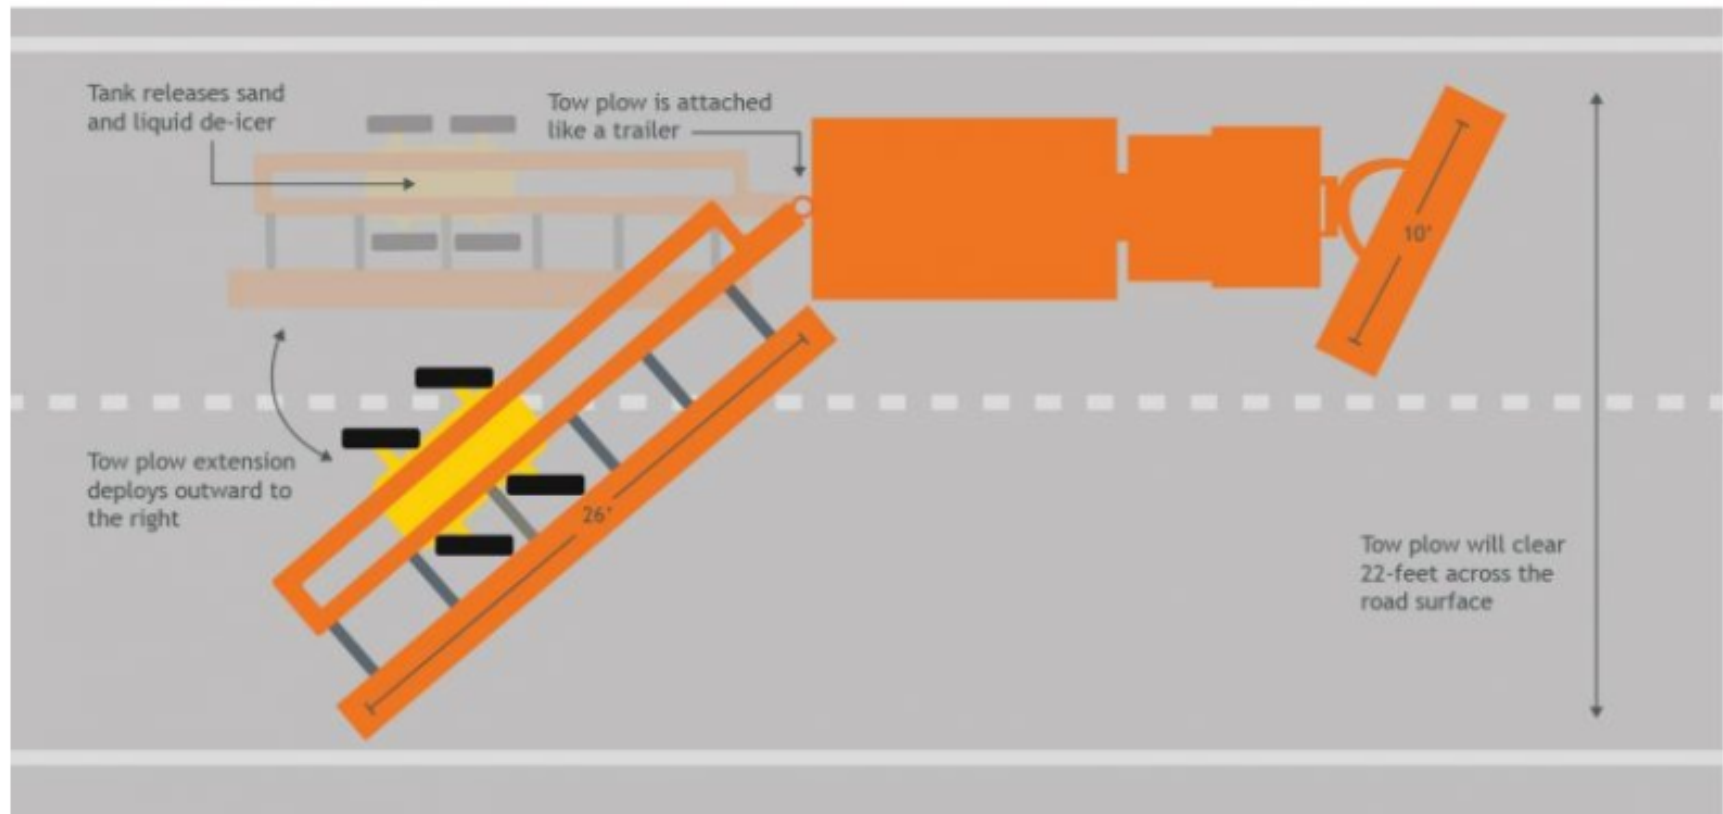 Tank releases sand
and liquid de-icer
Tow plow is attached
like a trailer
10'
Tow plow extension
deploys outward to
the right
26'
Tow plow will clear
22-feet across the
road surface